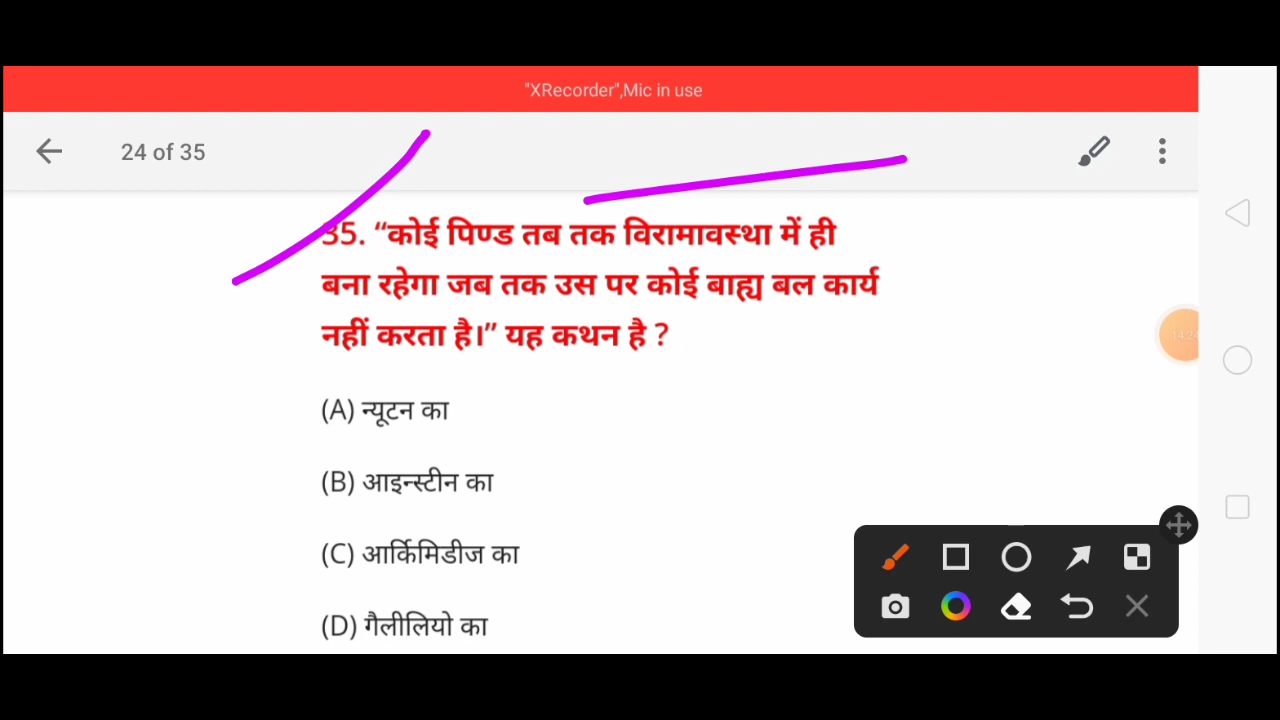 "XRecorder",Mic in use
24 of 35
35. “कोई पिण्ड तब तक विरामावस्था में ही
बना रहेगा जब तक उस पर कोई बाह्य बल कार्य
नहीं करता है।” यह कथन है ?
(A) न्यूटन का
(B) आइन्स्टीन का
(C) आर्किमिडीज का
(D) गैलीलियो का